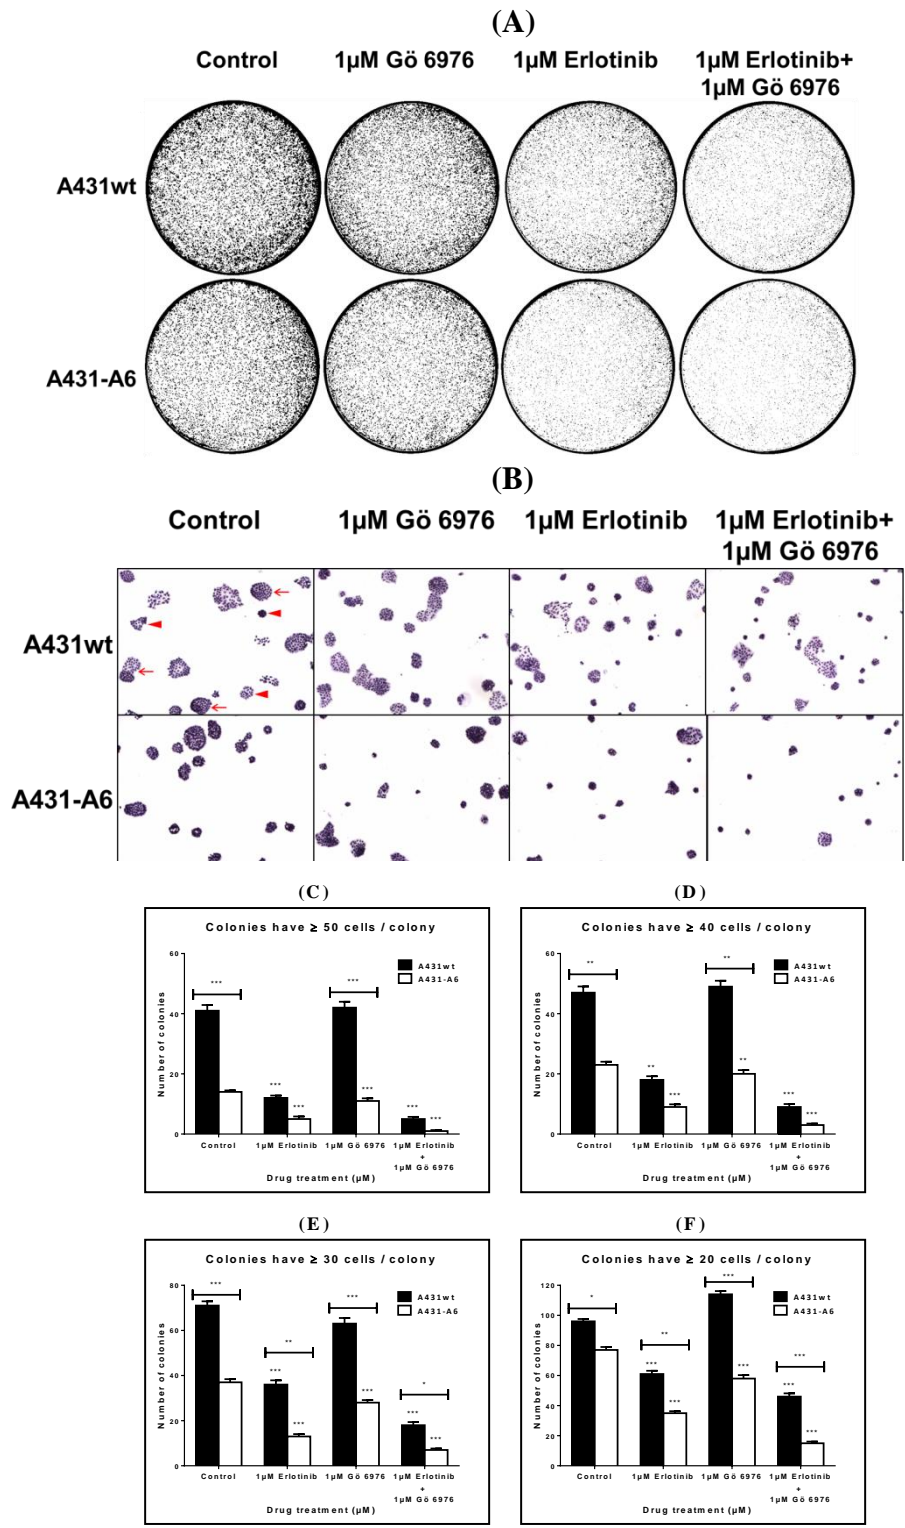 (A)
Control 1µM Gö 6976 1µM Erlotinib 1µM Erlotinib+
1µM Gö 6976
A431wt
A431-A6
(B)
Control 1µM Gö 6976 1µM Erlotinib 1µM Erlotinib+
1µM Gö 6976
A431wt
A431-A6
(C)
Colonies have ≥ 50 cells / colony
60
40
20
0
Number of colonies
A431wt
A431-A6
***
***
***
***
***
***
***
Control 1µM Erlotinib 1µM Gö 6976 1µM Erlotinib
+
1µM Gö 6976
Drug treatment (µM)
(D)
Colonies have ≥ 40 cells / colony
60
40
20
0
Number of colonies
A431wt
A431-A6
**
**
***
**
**
***
***
Control 1µM Erlotinib 1µM Gö 6976 1µM Erlotinib
+
1µM Gö 6976
Drug treatment (µM)
(E)
Colonies have ≥ 30 cells / colony
80
60
40
20
0
Number of colonies
A431wt
A431-A6
***
**
***
***
***
***
*
***
***
Control 1µM Erlotinib 1µM Gö 6976 1µM Erlotinib
+
1µM Gö 6976
Drug treatment (µM)
(F)
Colonies have ≥ 20 cells / colony
120
100
80
60
40
20
0
Number of colonies
A431wt
A431-A6
*
**
***
***
***
***
***
***
***
Control 1µM Erlotinib 1µM Gö 6976 1µM Erlotinib
+
1µM Gö 6976
Drug treatment (µM)